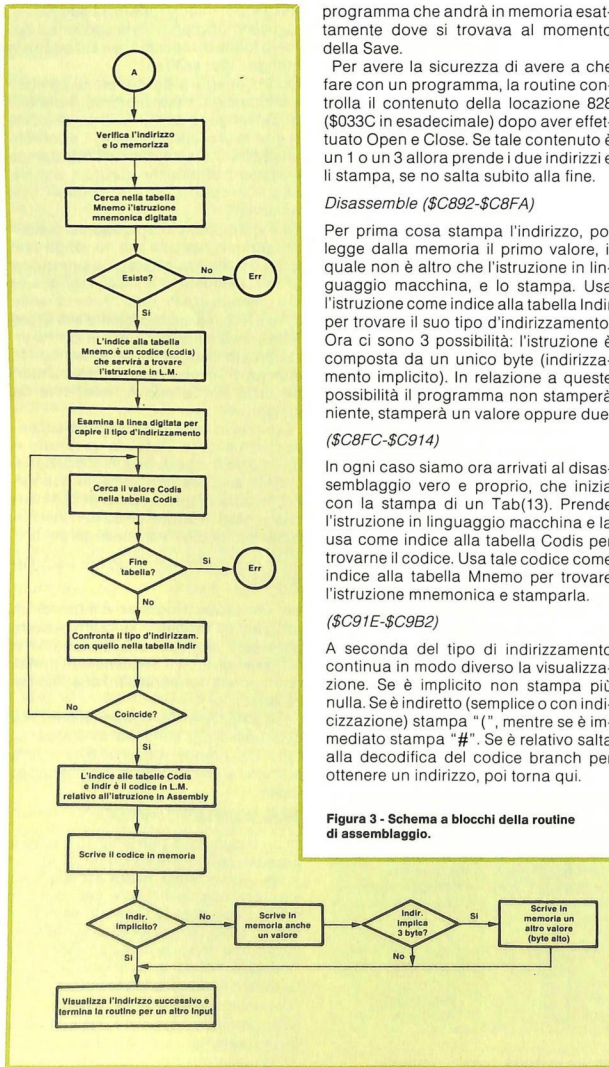 A
Verifica l'indirizzo
e lo memorizza
Cerca nella tabella
Mnemo l'istruzione
mnemonica digitata
Esiste?
No
Err
Si
L'indice alla tabella
Mnemo è un codice (codis)
che servirà a trovare
l'istruzione in L.M.
Esamina la linea digitata per
capire il tipo d'indirizzamento
Cerca il valore Codis
nella tabella Codis
Fine
tabella?
Si
Err
No
Confronta il tipo d'indirizzam.
con quello nella tabella Indir
No
Coincide?
Si
L'indice alle tabelle Codis
e Indir è il codice in L.M.
relativo all'istruzione in Assembly
Scrive il codice in memoria
Indir.
implicito?
No
Scrive in
memoria anche
un valore
Indir.
implica
3 byte?
Si
Scrive in
memoria un
altro valore
(byte alto)
Si
No
Visualizza l'indirizzo successivo e
termina la routine per un altro Input
programma che andrà in memoria esat-
tamente dove si trovava al momento
della Save.
Per avere la sicurezza di avere a che
fare con un programma, la routine con-
trolla il contenuto della locazione 828
($033C in esadecimale) dopo aver effet-
tuato Open e Close. Se tale contenuto è
un 1 o un 3 allora prende i due indirizzi e
li stampa, se no salta subito alla fine.
Disassemble ($C892-$C8FA)
Per prima cosa stampa l'indirizzo, poi
legge dalla memoria il primo valore, il
quale non è altro che l'istruzione in lin-
guaggio macchina, e lo stampa. Usa
l'istruzione come indice alla tabella Indir
per trovare il suo tipo d'indirizzamento.
Ora ci sono 3 possibilità: l'istruzione è
composta da un unico byte (indirizza-
mento implicito). In relazione a queste
possibilità il programma non stamperà
niente, stamperà un valore oppure due.
($C8FC-$C914)
In ogni caso siamo ora arrivati al disas-
semblaggio vero e proprio, che inizia
con la stampa di un Tab(13). Prende
l'istruzione in linguaggio macchina e la
usa come indice alla tabella Codis per
trovarne il codice. Usa tale codice come
indice alla tabella Mnemo per trovare
l'istruzione mnemonica e stamparla.
($C91E-$C9B2)
A seconda del tipo di indirizzamento
continua in modo diverso la visualizza-
zione. Se è implicito non stampa più
nulla. Se è indiretto (semplice o con indi-
cizzazione) stampa "(", mentre se è im-
mediato stampa "#". Se è relativo salta
alla decodifica del codice branch per
ottenere un indirizzo, poi torna qui.
Figura 3 - Schema a blocchi della routine
di assemblaggio.